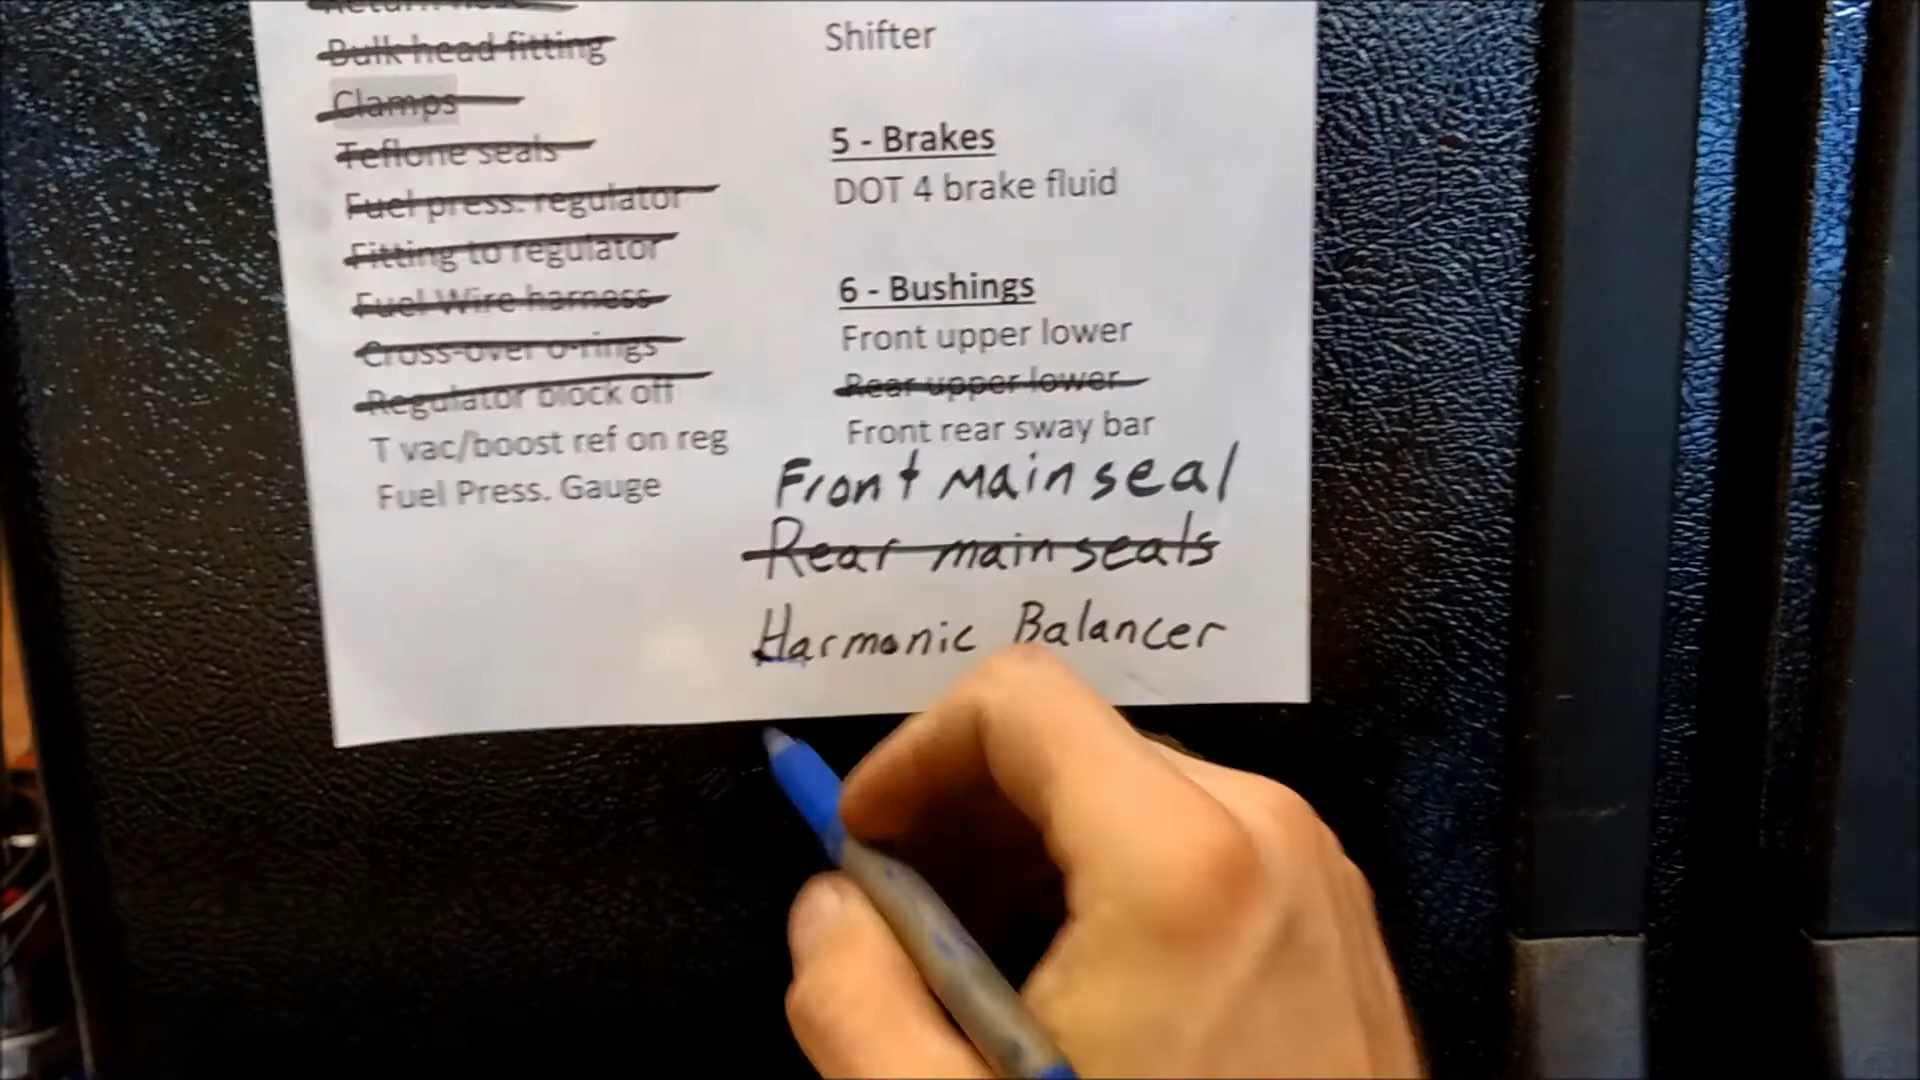 Return hose
Bulk head fitting
Clamps
Teflone seals
Fuel press. regulator
Fitting to regulator
Fuel Wire harness
Cross-over o-rings
Regulator block off
T vac/boost ref on reg
Fuel Press. Gauge
Shifter
5 - Brakes
DOT 4 brake fluid
6 - Bushings
Front upper lower
Rear upper lower
Front rear sway bar
Front Main seal
Rear main seals
Harmonic Balancer